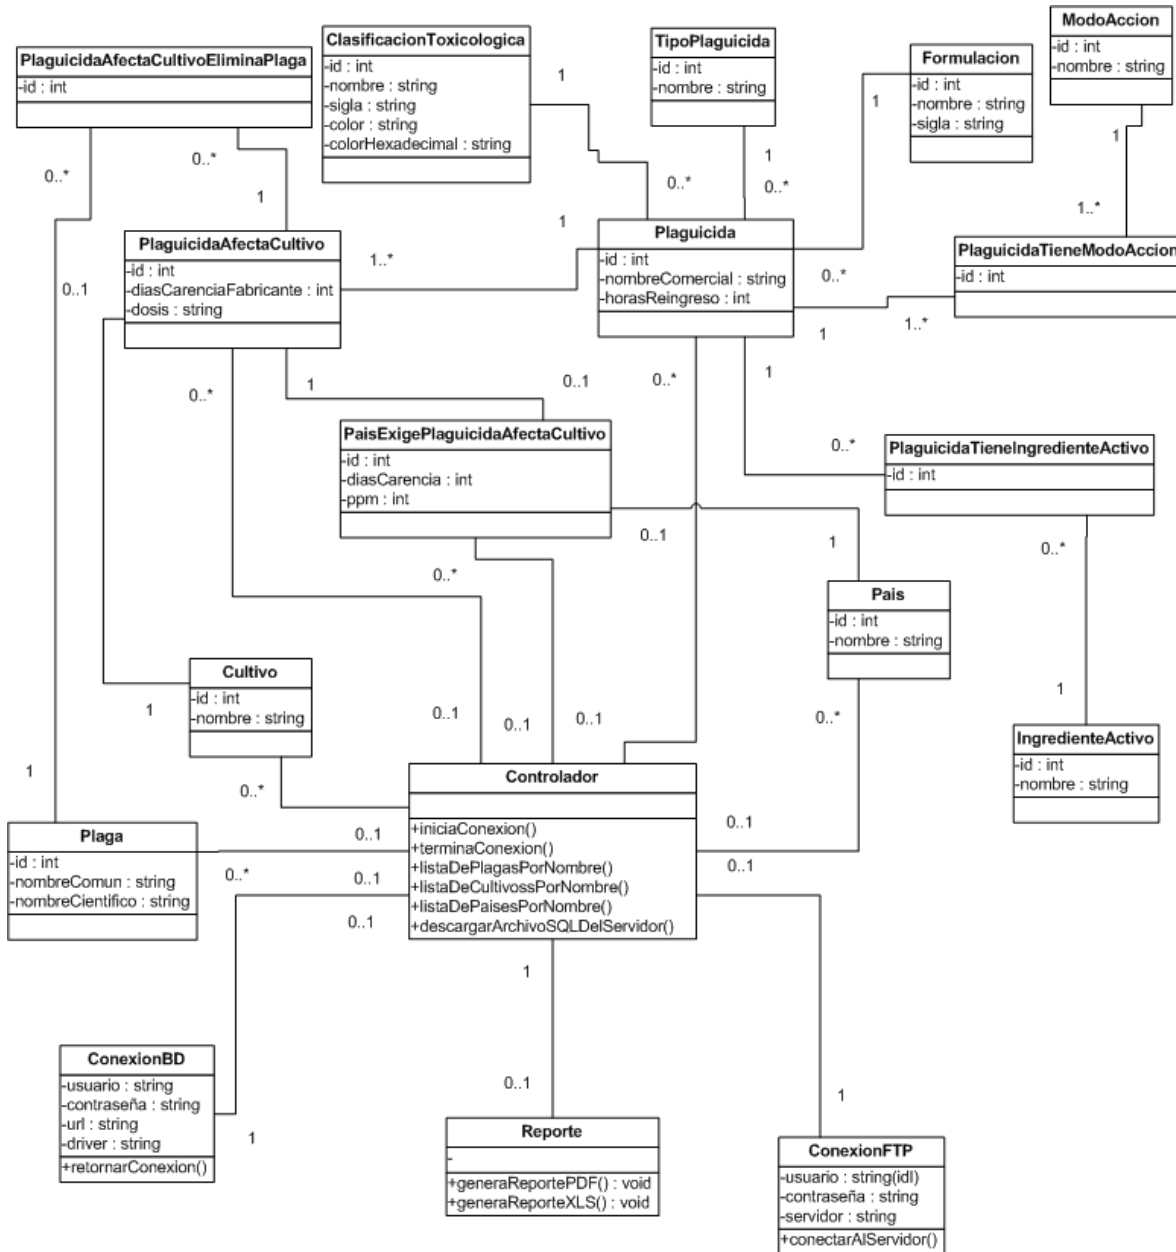 PlaguicidaAfectaCultivoEliminaPlaga
-id : int
ClasificacionToxicologica
-id : int
-nombre : string
-sigla : string
-color : string
-colorHexadecimal : string
TipoPlaguicida
-id : int
-nombre : string
Formulacion
-id : int
-nombre : string
-sigla : string
ModoAccion
-id : int
-nombre : string
1
1
1
1
0..*
0..*
0..*
0..*
1
1
1..*
0..1
PlaguicidaAfectaCultivo
-id : int
-diasCarenciaFabricante : int
-dosis : string
1..*
Plaguicida
-id : int
-nombreComercial : string
-horasReingreso : int
0..*
PlaguicidaTieneModoAccion
-id : int
1
1..*
0..*
1
0..1
0..*
1
PaisExigePlaguicidaAfectaCultivo
-id : int
-diasCarencia : int
-ppm : int
0..*
PlaguicidaTieneIngredienteActivo
-id : int
0..1
1
0..*
0..*
Pais
-id : int
-nombre : string
Cultivo
-id : int
-nombre : string
1
0..1
0..1
0..1
0..*
1
IngredienteActivo
-id : int
-nombre : string
1
0..*
Controlador
+iniciaConexion()
+terminaConexion()
+listaDePlagasPorNombre()
+listaDeCultivossPorNombre()
+listaDePaisesPorNombre()
+descargarArchivoSQLDelServidor()
Plaga
-id : int
-nombreComun : string
-nombreCientifico : string
0..1
0..*
0..1
0..1
0..1
0..1
1
ConexionBD
-usuario : string
-contraseña : string
-url : string
-driver : string
+retornarConexion()
1
0..1
1
Reporte
-
+generaReportePDF() : void
+generaReporteXLS() : void
ConexionFTP
-usuario : string(idl)
-contraseña : string
-servidor : string
+conectarAlServidor()